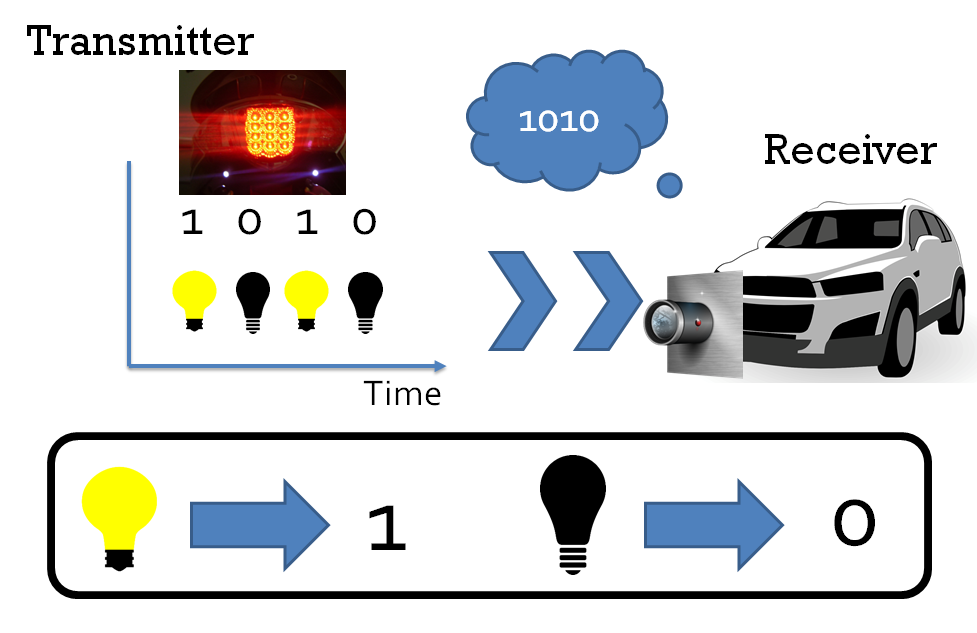 Transmitter
1010
Receiver
1 0 1 0
Time
1 0